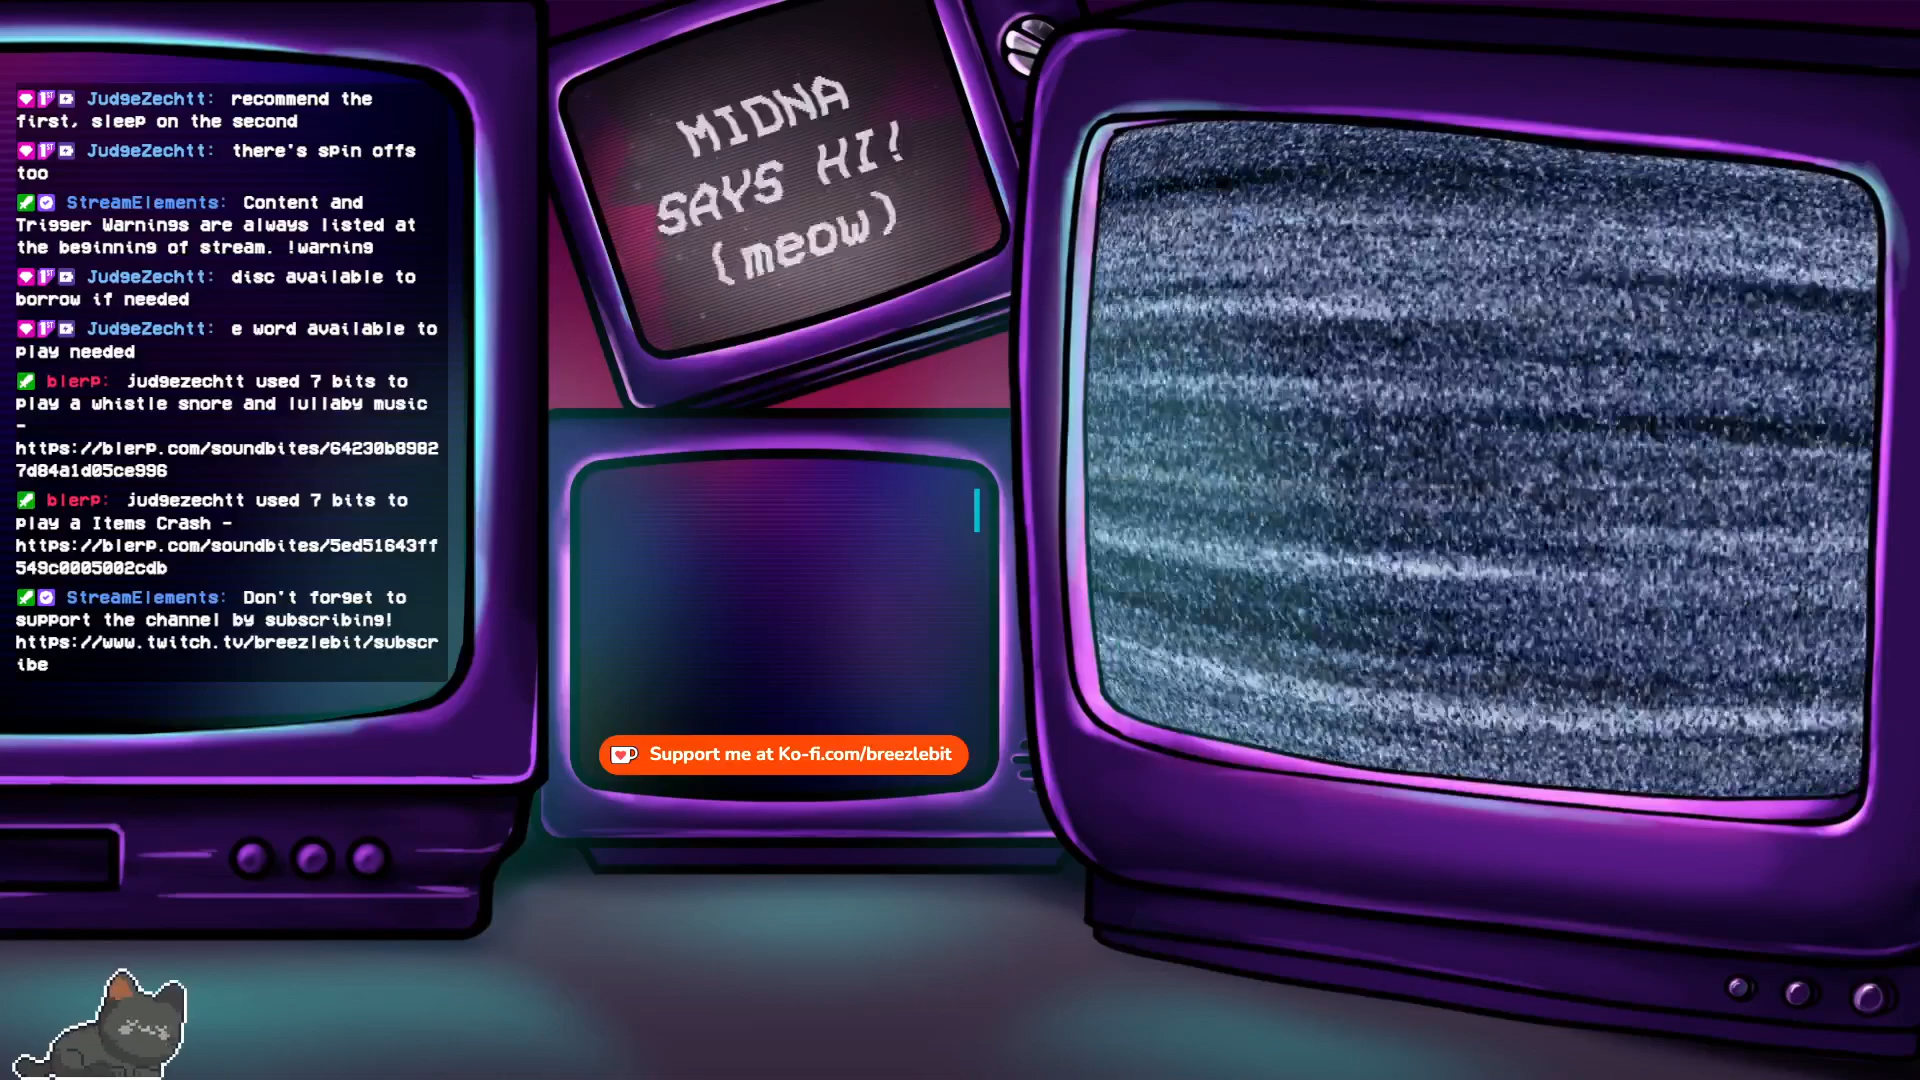 JudgeZechtt: recommend the
first, sleep on the second
JudgeZechtt: there's spin offs
too
StreamElements: Content and
Trigger Warnings are always listed at
the beginning of stream. !warning
JudgeZechtt: disc available to
borrow if needed
JudgeZechtt: e word available to
play needed
blerp: judgezechtt used 7 bits to
play a whistle snore and lullaby music
-
https://blerp.com/soundbites/64230b8982
7d84a1d05ce996
blerp: judgezechtt used 7 bits to
play a Items Crash -
https://blerp.com/soundbites/5ed51643ff
549c0005002cdb
StreamElements: Don't forget to
support the channel by subscribing!
https://www.twitch.tv/breezlebit/subscr
ibe
MIDNA
SAYS HI!
(meow)
Support me at Ko-fi.com/breezlebit